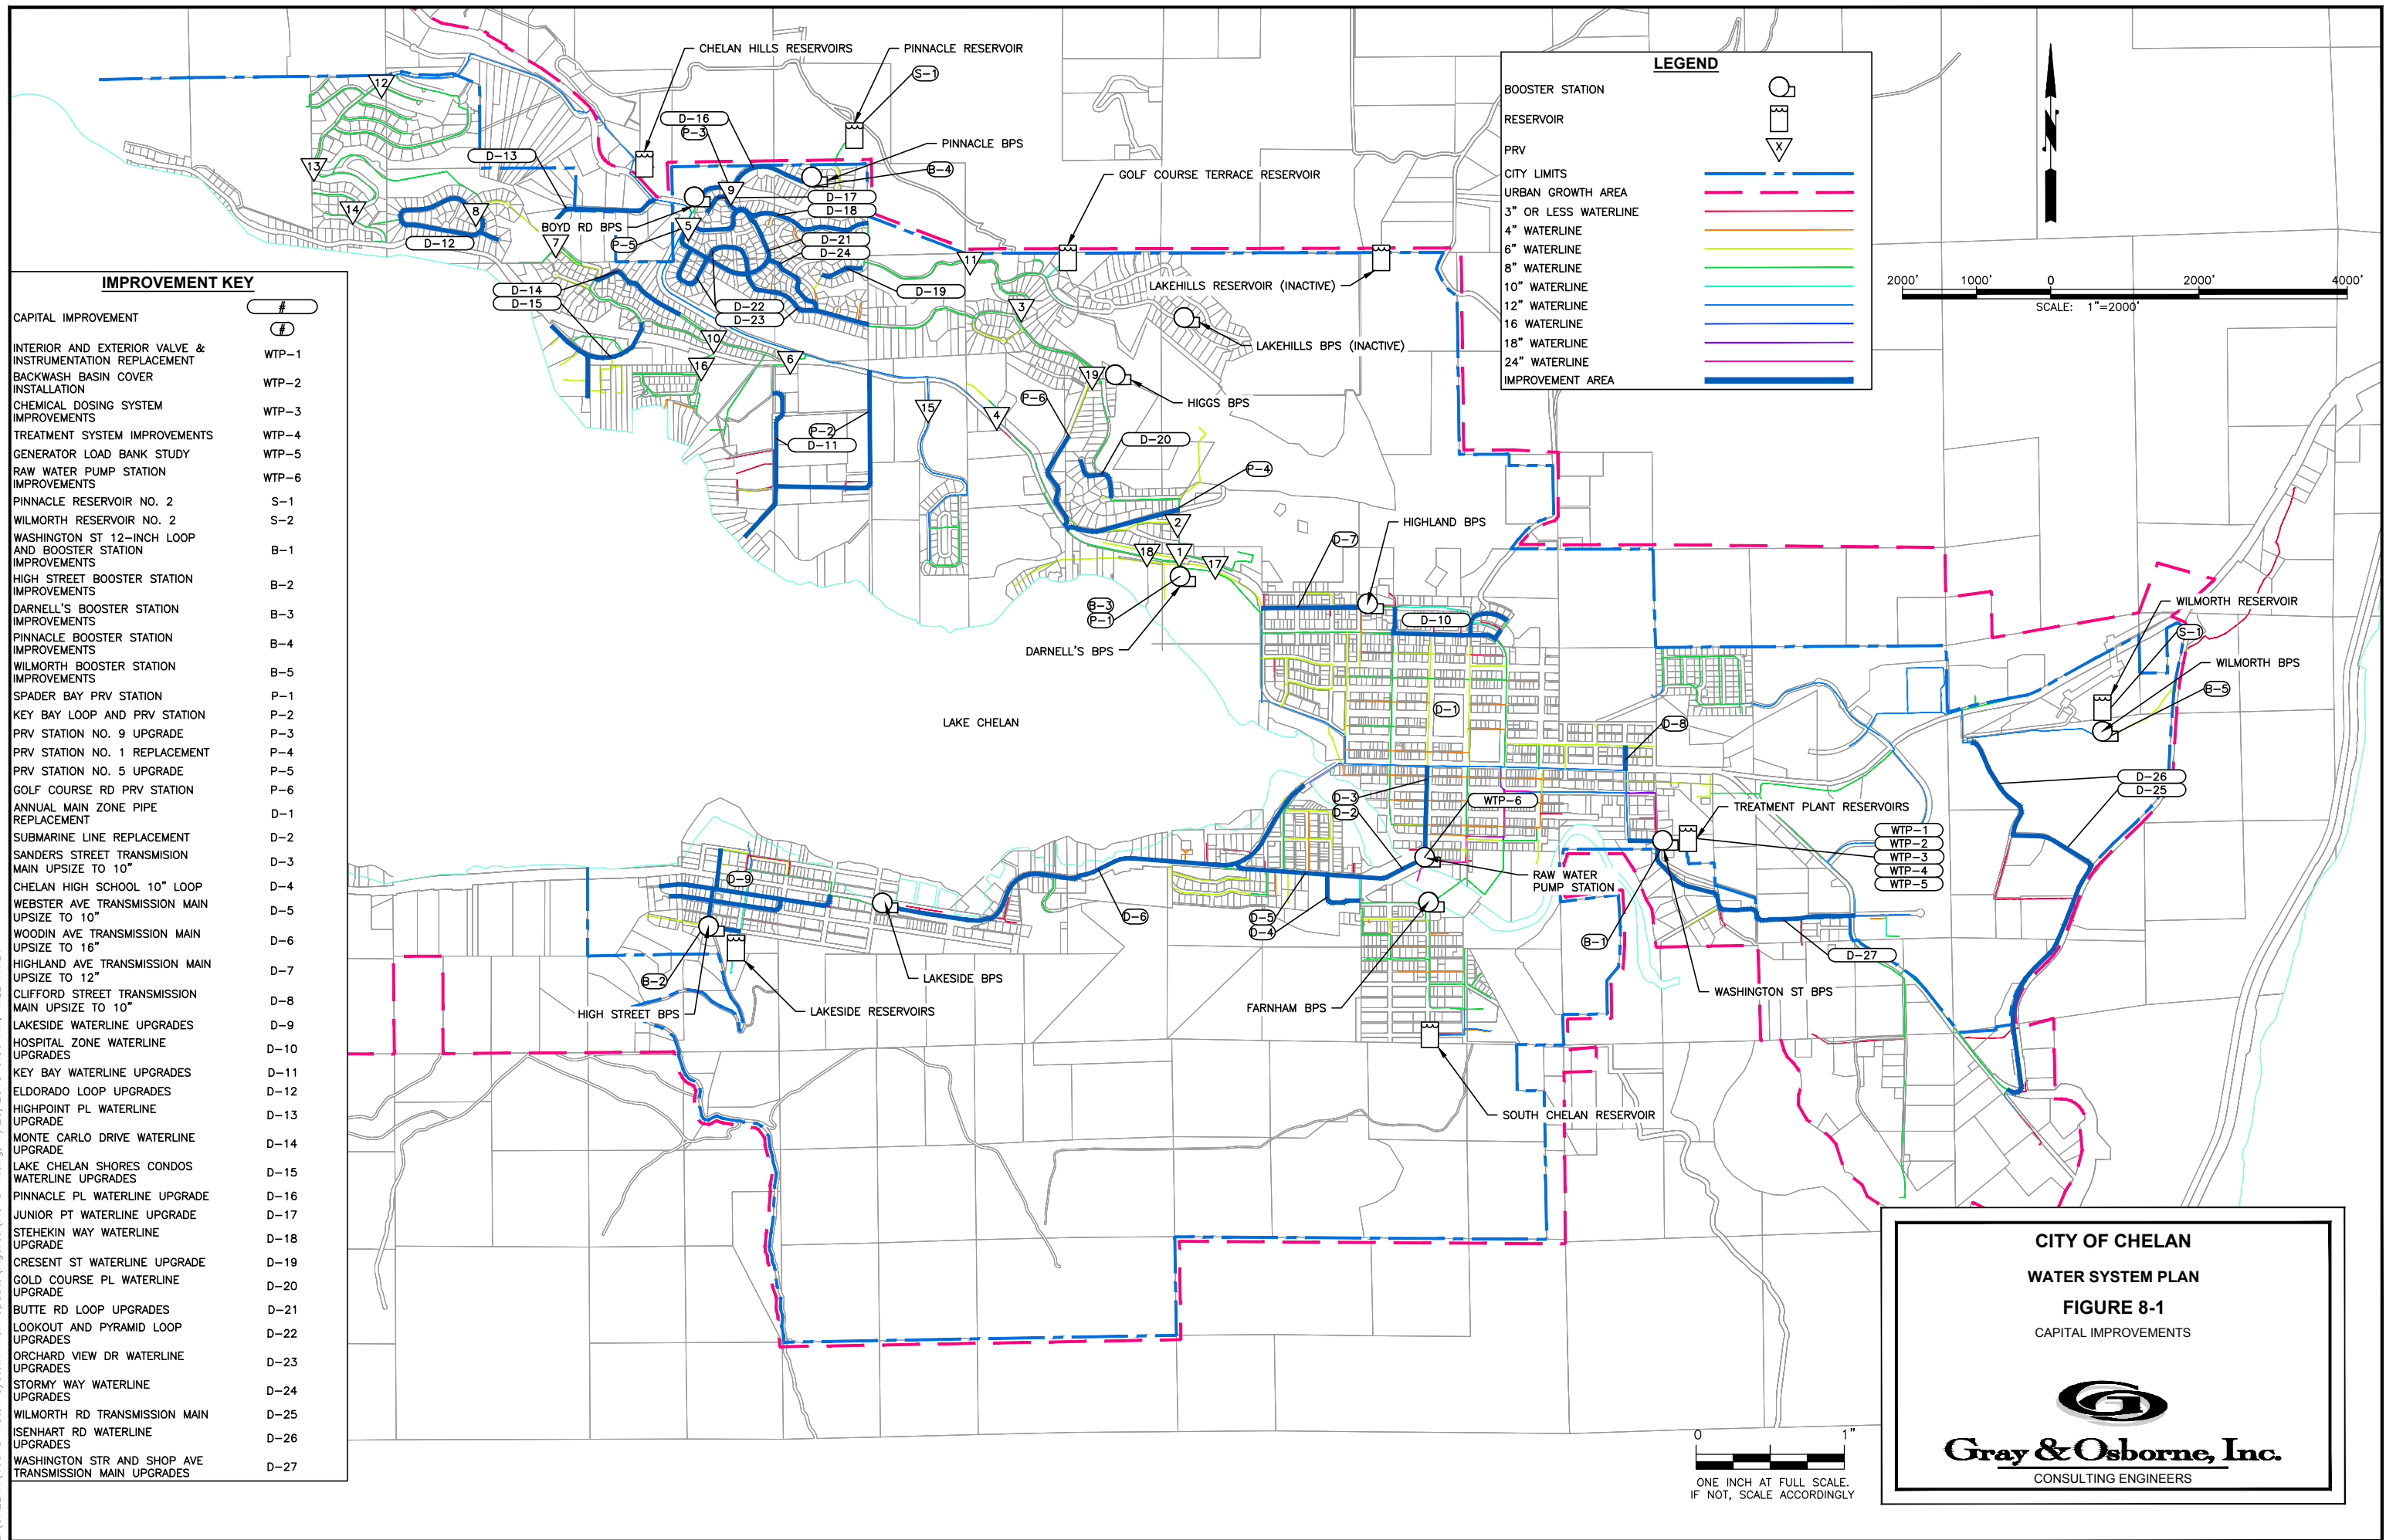 CHELAN HILLS RESERVOIRS
PINNACLE RESERVOIR
S-1
D-16
P-3
PINNACLE BPS
B-4
D-13
D-17
D-18
BOYD RD BPS
P-5
D-21
D-24
D-12
D-14
D-15
D-22
D-23
D-19
GOLF COURSE TERRACE RESERVOIR
LAKEHILLS RESERVOIR (INACTIVE)
LAKEHILLS BPS (INACTIVE)
HIGGS BPS
P-6
P-2
D-11
D-20
P-4
12
13
14
8
7
9
5
11
3
10
16
6
15
4
19
2
18
1
17
LEGEND
BOOSTER STATION
RESERVOIR
PRV
X
CITY LIMITS
URBAN GROWTH AREA
3" OR LESS WATERLINE
4" WATERLINE
6" WATERLINE
8" WATERLINE
10" WATERLINE
12" WATERLINE
16 WATERLINE
18" WATERLINE
24" WATERLINE
IMPROVEMENT AREA
N
2000' 1000' 0 2000' 4000'
SCALE: 1"=2000'
IMPROVEMENT KEY
CAPITAL IMPROVEMENT #
#
INTERIOR AND EXTERIOR VALVE &
INSTRUMENTATION REPLACEMENT WTP-1
BACKWASH BASIN COVER
INSTALLATION WTP-2
CHEMICAL DOSING SYSTEM
IMPROVEMENTS WTP-3
TREATMENT SYSTEM IMPROVEMENTS WTP-4
GENERATOR LOAD BANK STUDY WTP-5
RAW WATER PUMP STATION
IMPROVEMENTS WTP-6
PINNACLE RESERVOIR NO. 2 S-1
WILMORTH RESERVOIR NO. 2 S-2
WASHINGTON ST 12-INCH LOOP
AND BOOSTER STATION
IMPROVEMENTS B-1
HIGH STREET BOOSTER STATION
IMPROVEMENTS B-2
DARNELL'S BOOSTER STATION
IMPROVEMENTS B-3
PINNACLE BOOSTER STATION
IMPROVEMENTS B-4
WILMORTH BOOSTER STATION
IMPROVEMENTS B-5
SPADER BAY PRV STATION P-1
KEY BAY LOOP AND PRV STATION P-2
PRV STATION NO. 9 UPGRADE P-3
PRV STATION NO. 1 REPLACEMENT P-4
PRV STATION NO. 5 UPGRADE P-5
GOLF COURSE RD PRV STATION P-6
ANNUAL MAIN ZONE PIPE
REPLACEMENT D-1
SUBMARINE LINE REPLACEMENT D-2
SANDERS STREET TRANSMISION
MAIN UPSIZE TO 10" D-3
CHELAN HIGH SCHOOL 10" LOOP D-4
WEBSTER AVE TRANSMISSION MAIN
UPSIZE TO 10" D-5
WOODIN AVE TRANSMISSION MAIN
UPSIZE TO 16" D-6
HIGHLAND AVE TRANSMISSION MAIN
UPSIZE TO 12" D-7
CLIFFORD STREET TRANSMISSION
MAIN UPSIZE TO 10" D-8
LAKESIDE WATERLINE UPGRADES D-9
HOSPITAL ZONE WATERLINE
UPGRADES D-10
KEY BAY WATERLINE UPGRADES D-11
ELDORADO LOOP UPGRADES D-12
HIGHPOINT PL WATERLINE
UPGRADE D-13
MONTE CARLO DRIVE WATERLINE
UPGRADE D-14
LAKE CHELAN SHORES CONDOS
WATERLINE UPGRADES D-15
PINNACLE PL WATERLINE UPGRADE D-16
JUNIOR PT WATERLINE UPGRADE D-17
STEHEKIN WAY WATERLINE
UPGRADE D-18
CRESENT ST WATERLINE UPGRADE D-19
GOLD COURSE PL WATERLINE
UPGRADE D-20
BUTTE RD LOOP UPGRADES D-21
LOOKOUT AND PYRAMID LOOP
UPGRADES D-22
ORCHARD VIEW DR WATERLINE
UPGRADES D-23
STORMY WAY WATERLINE
UPGRADES D-24
WILMORTH RD TRANSMISSION MAIN D-25
ISENHART RD WATERLINE
UPGRADES D-26
WASHINGTON STR AND SHOP AVE
TRANSMISSION MAIN UPGRADES D-27
D-7
HIGHLAND BPS
B-3
P-1
DARNELL'S BPS
D-10
D-1
LAKE CHELAN
D-8
D-3
D-2
WTP-6
TREATMENT PLANT RESERVOIRS
WTP-1
WTP-2
WTP-3
WTP-4
WTP-5
WILMORTH RESERVOIR
S-1
WILMORTH BPS
B-5
D-26
D-25
RAW WATER
PUMP STATION
D-9
D-6
D-5
D-4
B-1
D-27
B-2
LAKESIDE BPS
HIGH STREET BPS
LAKESIDE RESERVOIRS
FARNHAM BPS
WASHINGTON ST BPS
SOUTH CHELAN RESERVOIR
CITY OF CHELAN
WATER SYSTEM PLAN
FIGURE 8-1
CAPITAL IMPROVEMENTS
GO
Gray & Osborne, Inc.
CONSULTING ENGINEERS
0 1"
ONE INCH AT FULL SCALE.
IF NOT, SCALE ACCORDINGLY